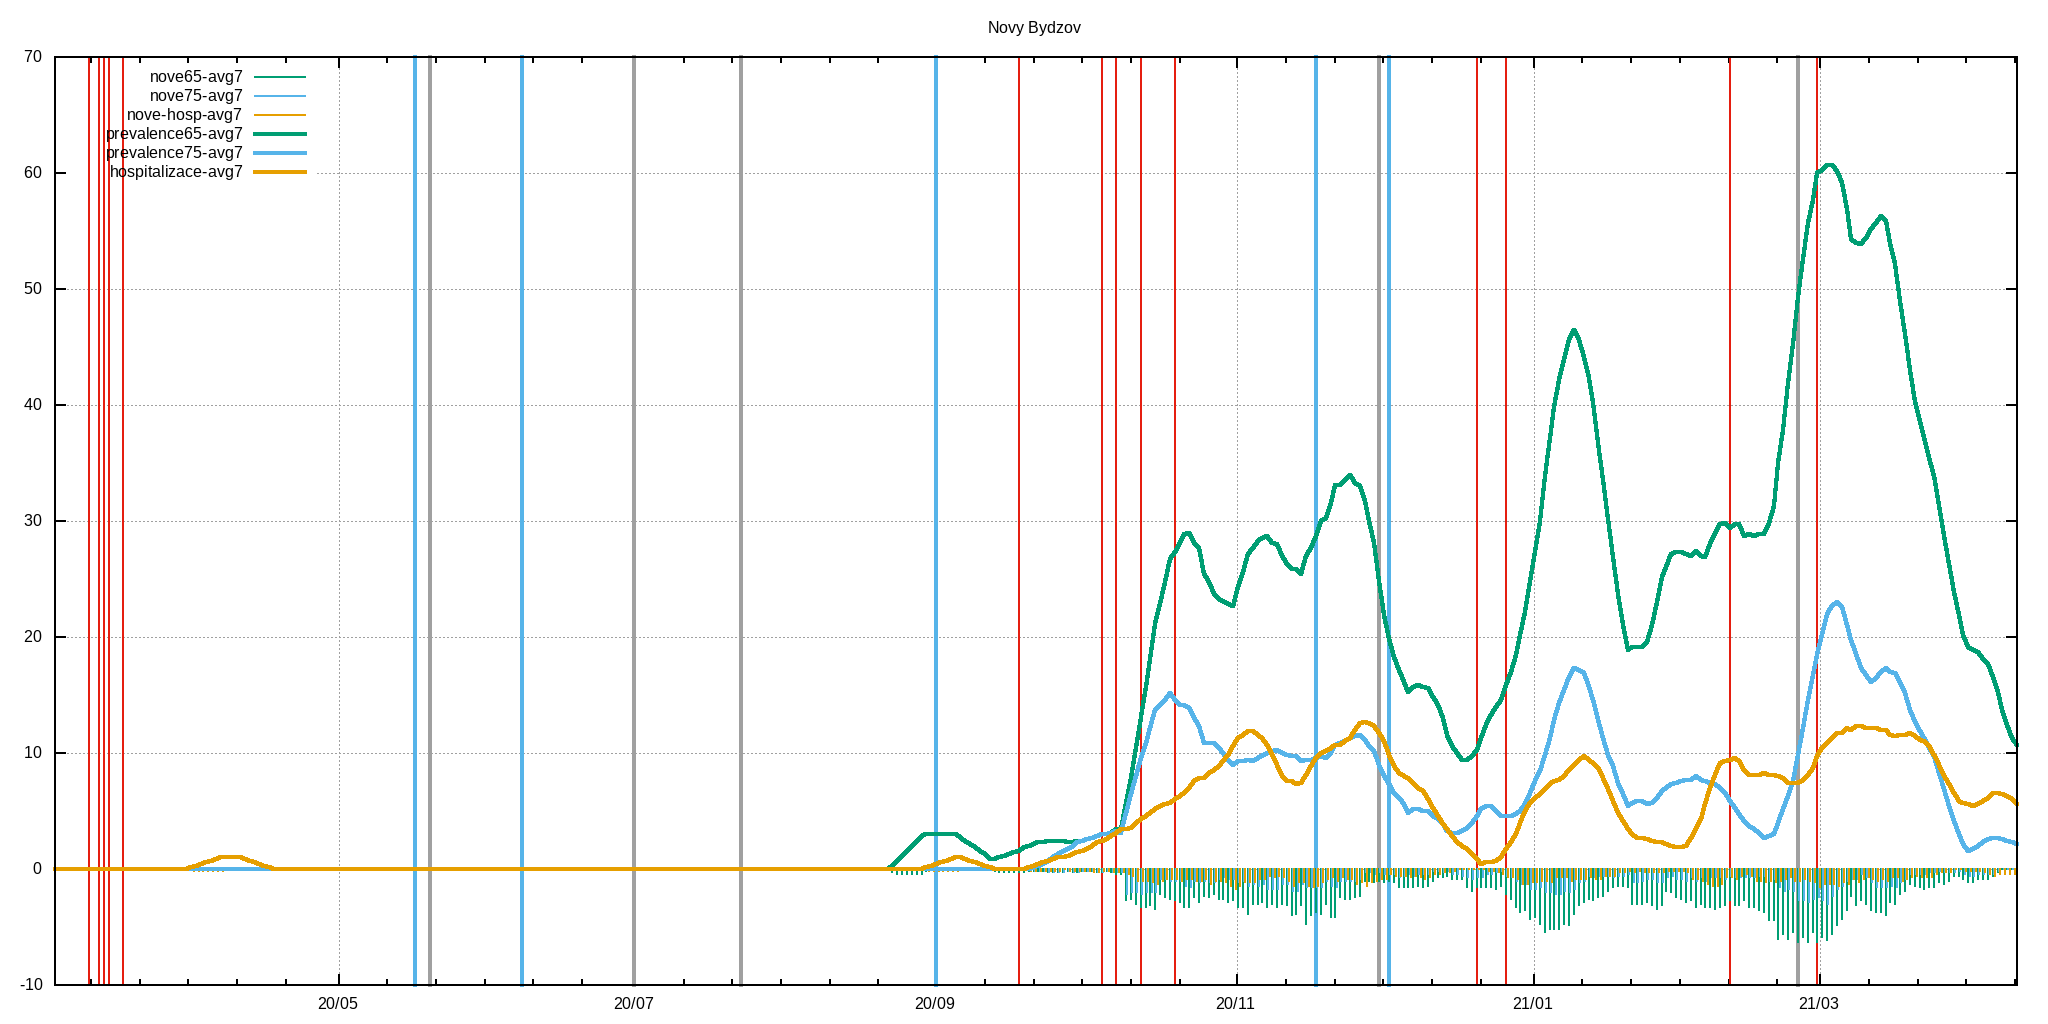 Novy Bydzov
70
60
50
40
30
20
10
0
-10
nove65-avg7
nove75-avg7
nove-hosp-avg7
prevalence65-avg7
prevalence75-avg7
hospitalizace-avg7
20/05 20/07 20/09 20/11 21/01 21/03